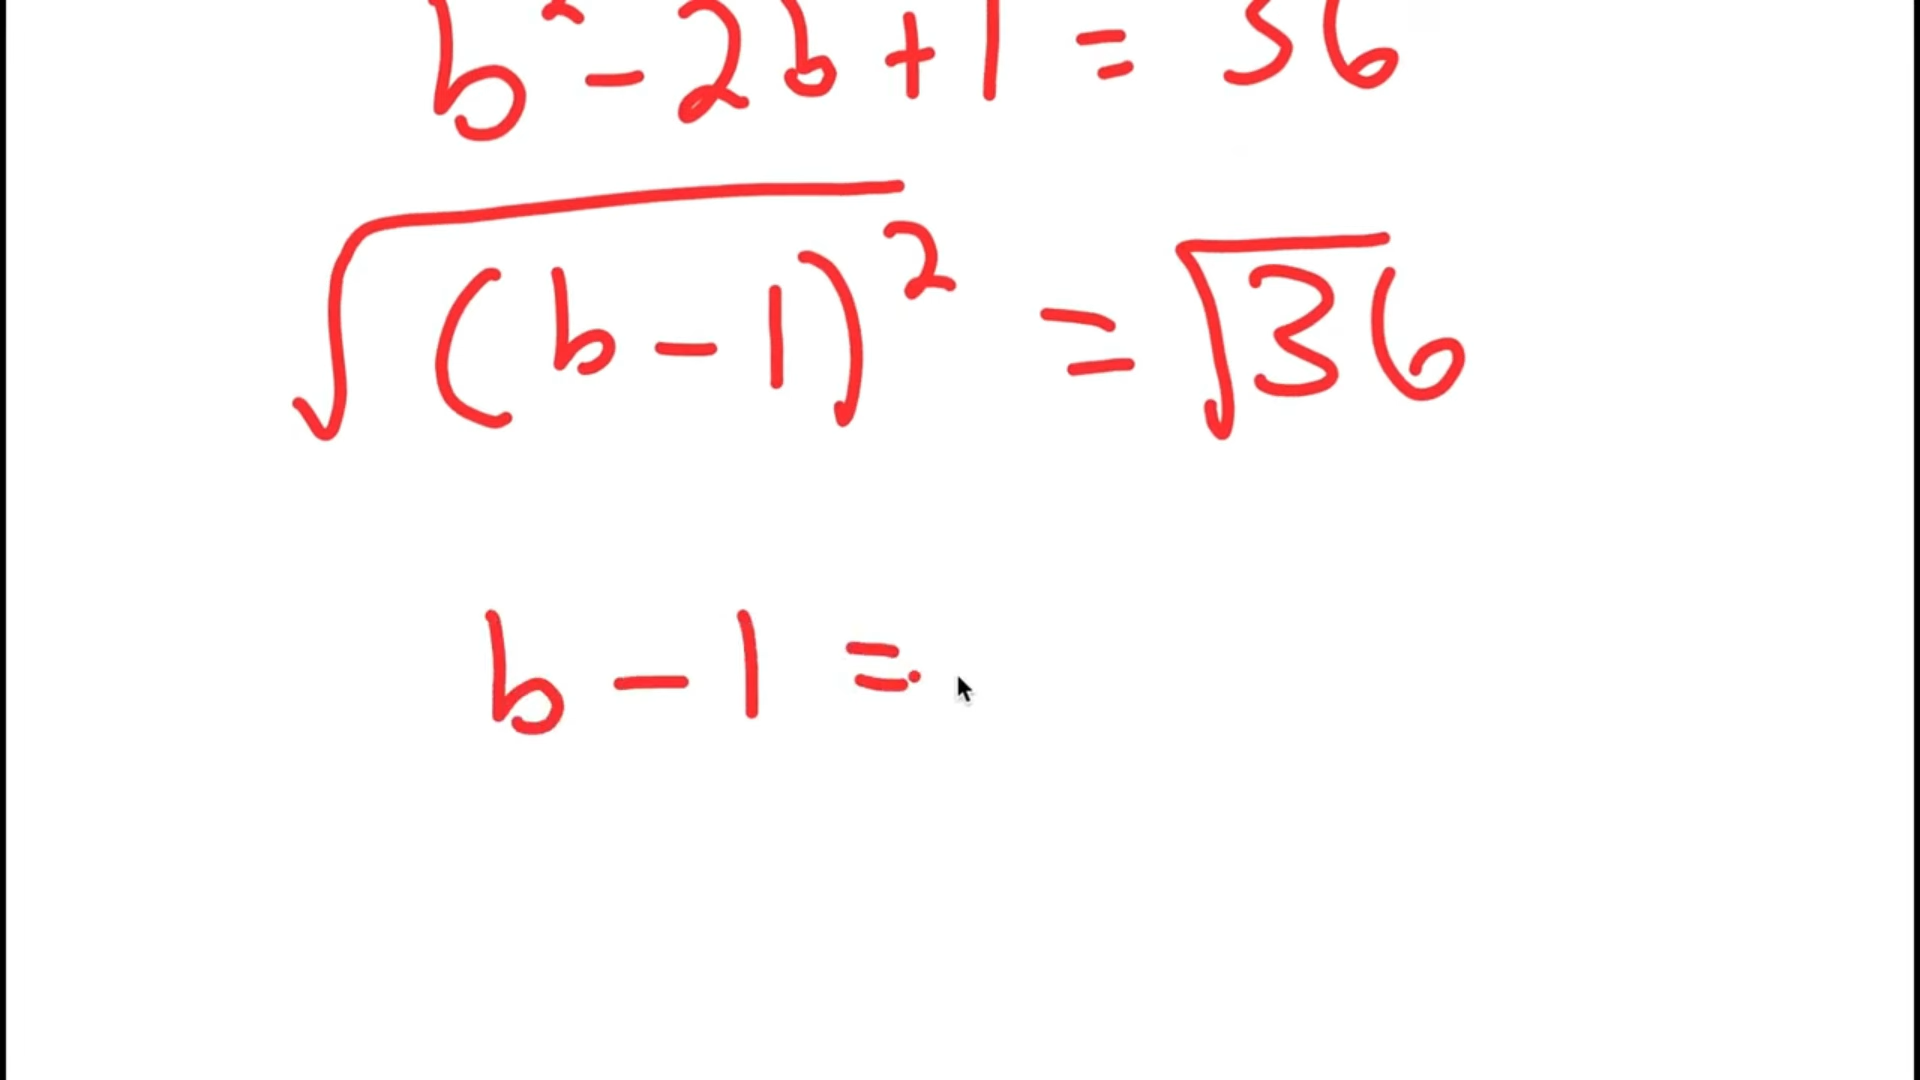 b² - 2b + 1 = 36
√(b - 1)² = √36
b - 1 =